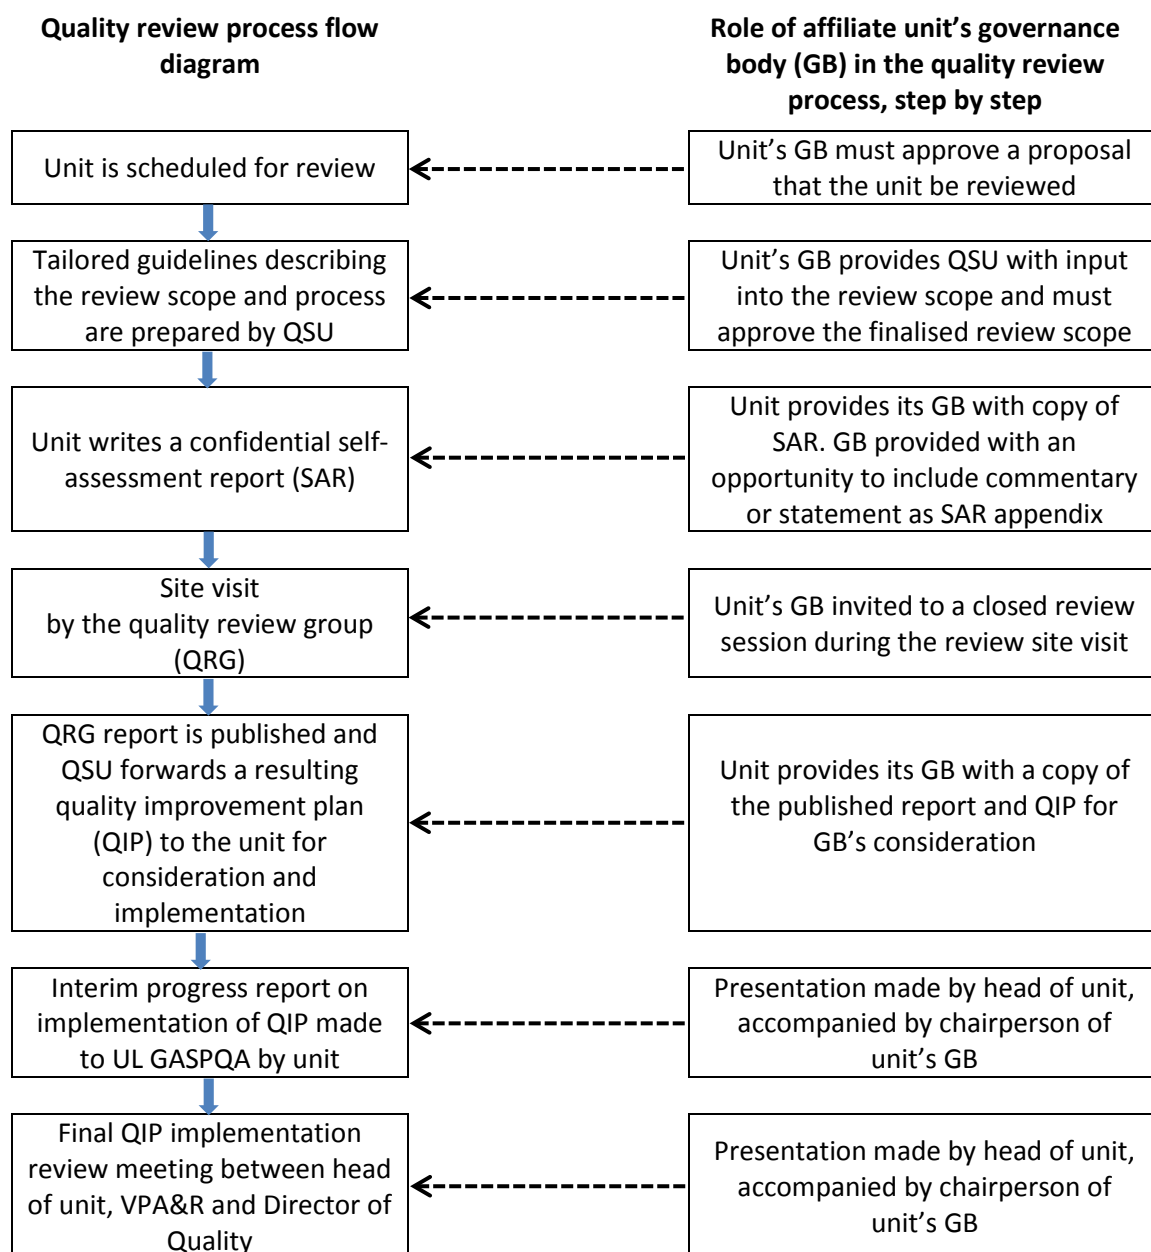 Quality review process flow
diagram
Role of affiliate unit’s governance
body (GB) in the quality review
process, step by step
Unit is scheduled for review
Unit’s GB must approve a proposal
that the unit be reviewed
Tailored guidelines describing
the review scope and process
are prepared by QSU
Unit’s GB provides QSU with input
into the review scope and must
approve the finalised review scope
Unit writes a confidential self-
assessment report (SAR)
Unit provides its GB with copy of
SAR. GB provided with an
opportunity to include commentary
or statement as SAR appendix
Site visit
by the quality review group
(QRG)
Unit’s GB invited to a closed review
session during the review site visit
QRG report is published and
QSU forwards a resulting
quality improvement plan
(QIP) to the unit for
consideration and
implementation
Unit provides its GB with a copy of
the published report and QIP for
GB’s consideration
Interim progress report on
implementation of QIP made
to UL GASPQA by unit
Presentation made by head of unit,
accompanied by chairperson of
unit’s GB
Final QIP implementation
review meeting between head
of unit, VPA&R and Director of
Quality
Presentation made by head of unit,
accompanied by chairperson of
unit’s GB